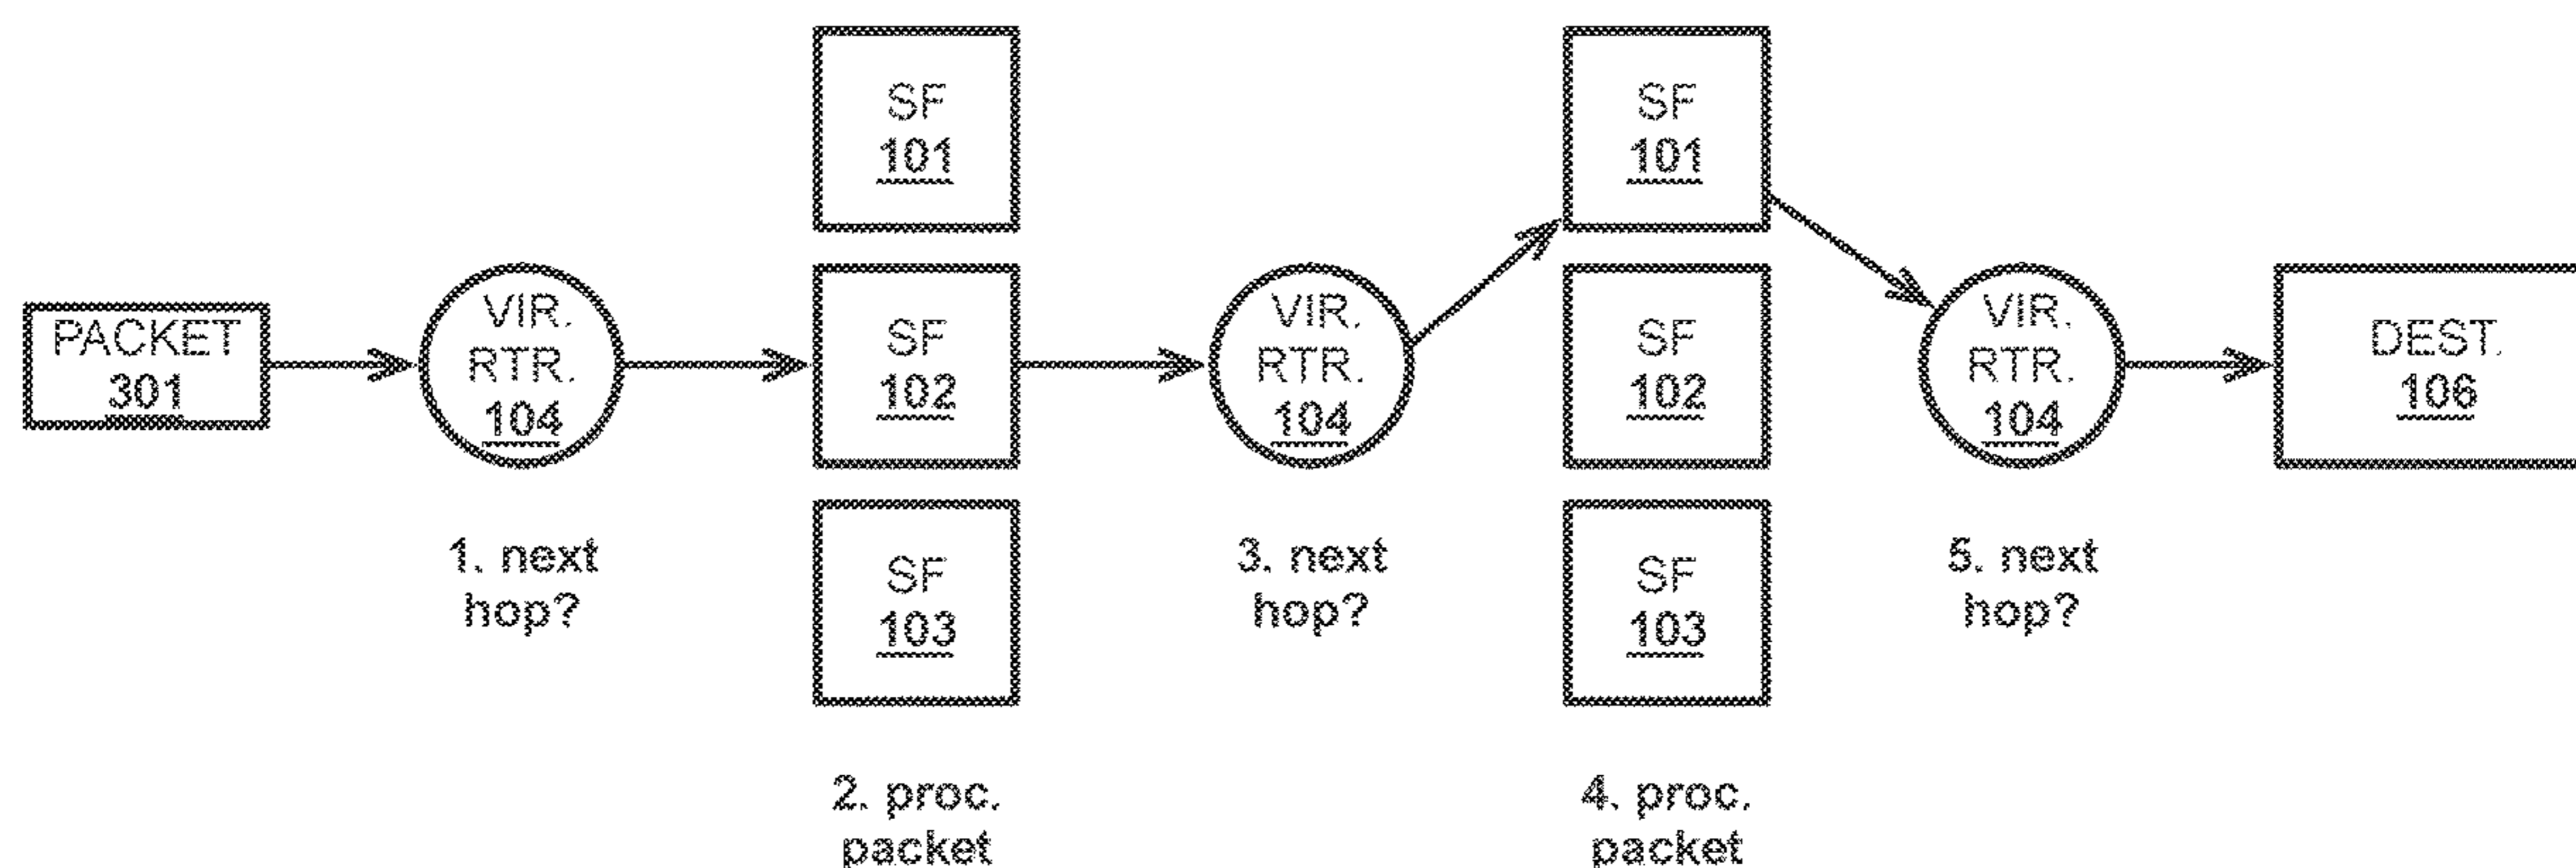 PACKET
301
VIR.
RTR.
104
1. next
hop?
SF
101
SF
102
SF
103
2. proc.
packet
VIR.
RTR.
104
3. next
hop?
SF
101
SF
102
SF
103
4. proc.
packet
VIR.
RTR.
104
5. next
hop?
DEST.
106